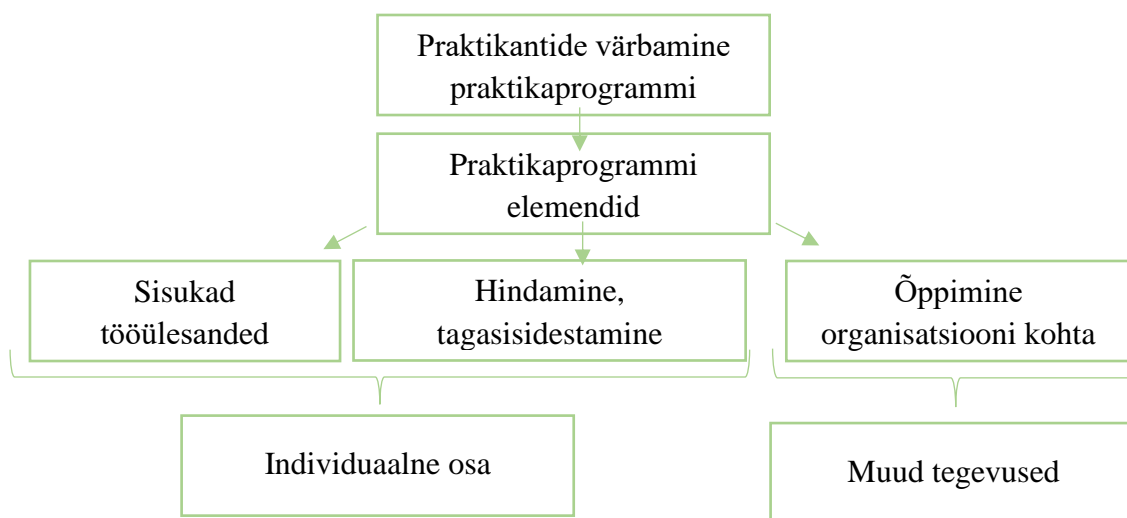 Praktikantide värbamine
praktikaprogrammi
Praktikaprogrammi
elemendid
Sisukad
tööülesanded
Hindamine,
tagasisidestamine
Õppimine
organisatsiooni kohta
Individuaalne osa
Muud tegevused